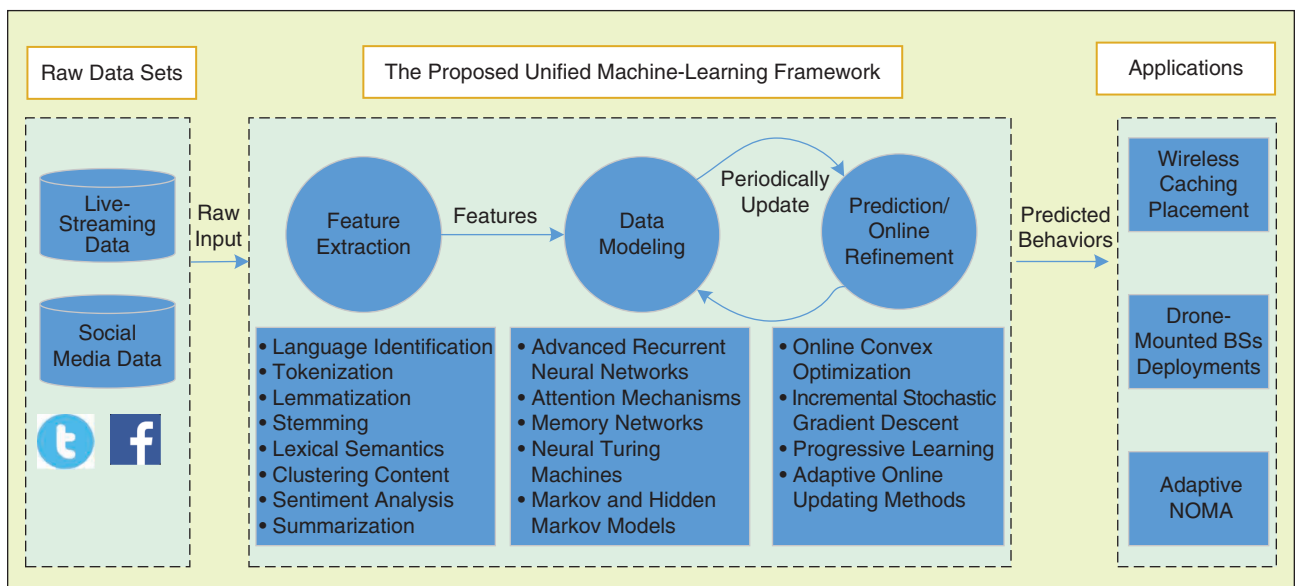 Raw Data Sets
The Proposed Unified Machine-Learning Framework
Applications
Live-
Streaming
Data
Social
Media Data
Raw
Input
Feature
Extraction
Features
Data
Modeling
Periodically
Update
Prediction/
Online
Refinement
• Language Identification
• Tokenization
• Lemmatization
• Stemming
• Lexical Semantics
• Clustering Content
• Sentiment Analysis
• Summarization
• Advanced Recurrent
Neural Networks
• Attention Mechanisms
• Memory Networks
• Neural Turing
Machines
• Markov and Hidden
Markov Models
• Online Convex
Optimization
• Incremental Stochastic
Gradient Descent
• Progressive Learning
• Adaptive Online
Updating Methods
Predicted
Behaviors
Wireless
Caching
Placement
Drone-
Mounted BSs
Deployments
Adaptive
NOMA